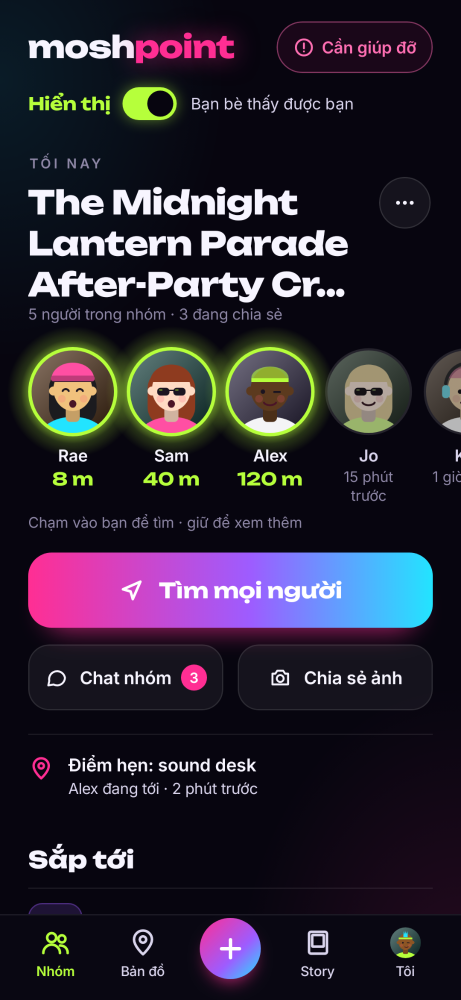 moshpoint
Cần giúp đỡ
Hiển thị
Bạn bè thấy được bạn
TỐI NAY
The Midnight
Lantern Parade
After-Party Cr...
5 người trong nhóm · 3 đang chia sẻ
Rae
Sam
Alex
Jo
8 m
40 m
120 m
15 phút
trước
Chạm vào bạn để tìm · giữ để xem thêm
Tìm mọi người
Chat nhóm 3
Chia sẻ ảnh
Điểm hẹn: sound desk
Alex đang tới · 2 phút trước
Sắp tới
Nhóm
Bản đồ
Story
Tôi